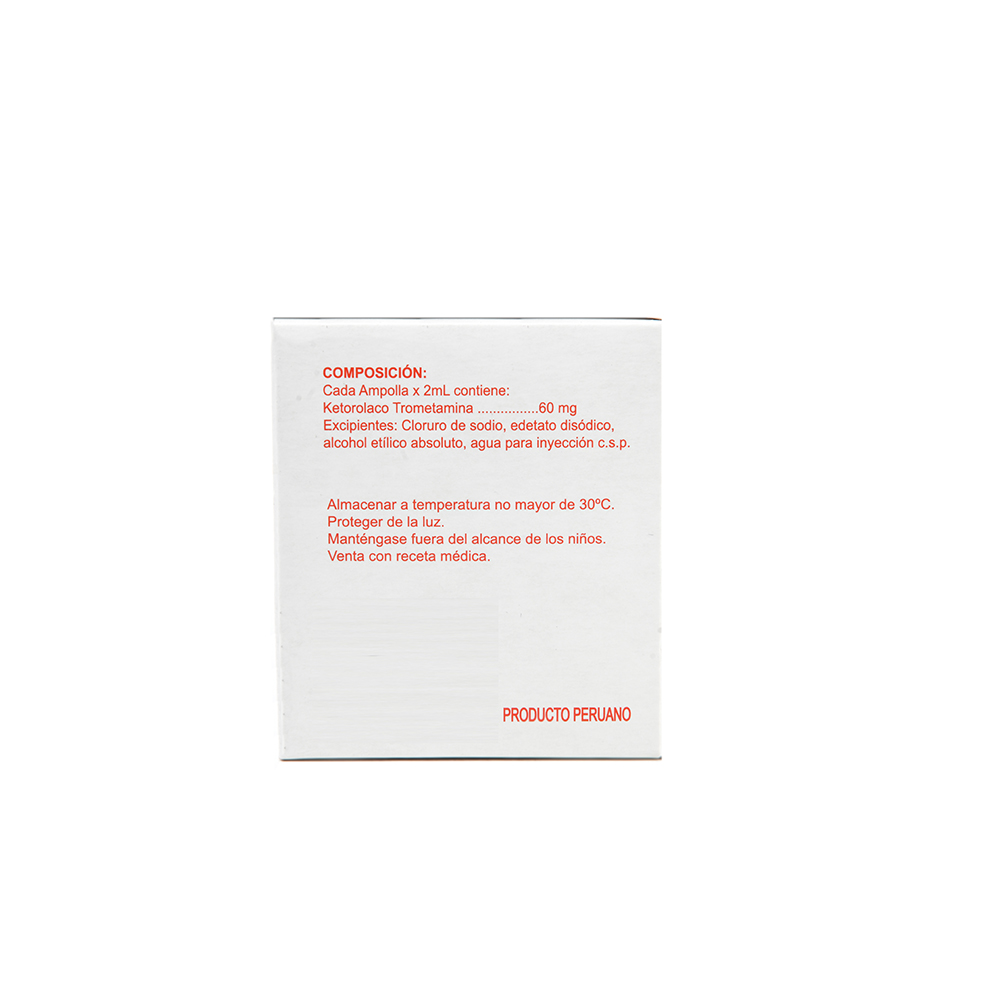 COMPOSICIÓN:
Cada Ampolla x 2mL contiene:
Ketorolaco Trometamina ................60 mg
Excipientes: Cloruro de sodio, edetato disódico,
alcohol etílico absoluto, agua para inyección c.s.p.
Almacenar a temperatura no mayor de 30ºC.
Proteger de la luz.
Manténgase fuera del alcance de los niños.
Venta con receta médica.
PRODUCTO PERUANO